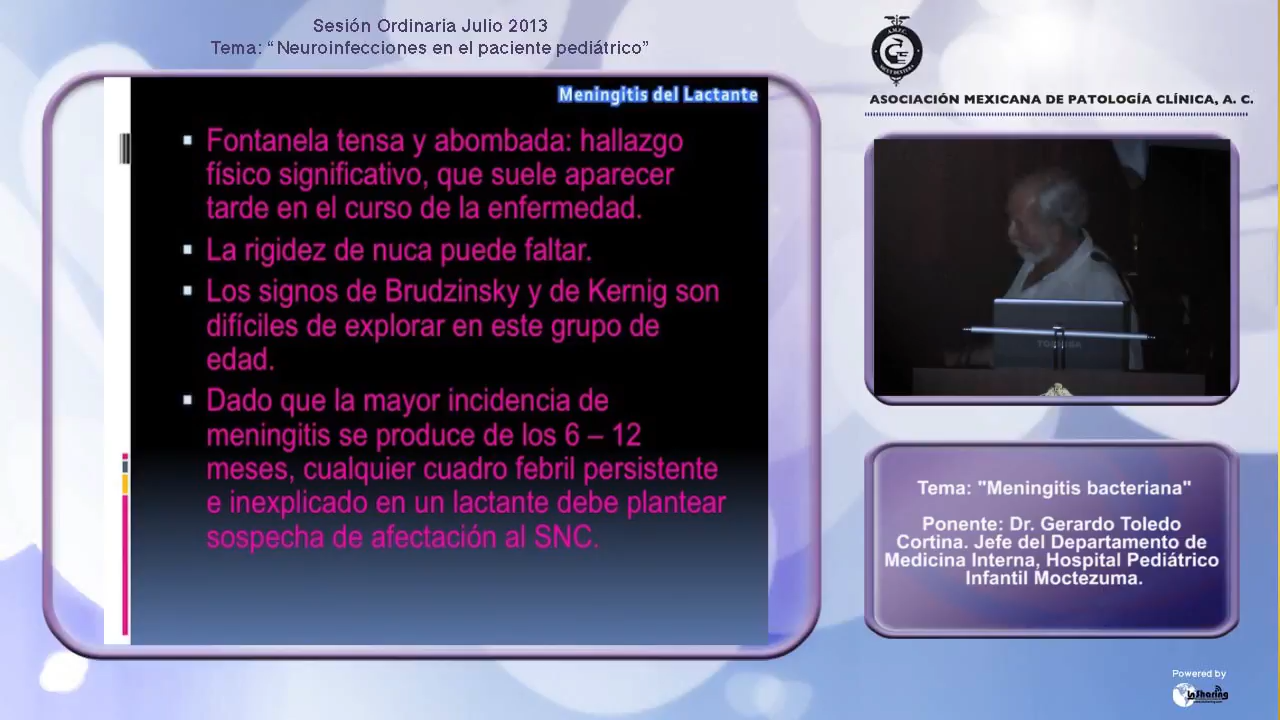 Sesión Ordinaria Julio 2013
Tema: “Neuroinfecciones en el paciente pediátrico”
ASOCIACIÓN MEXICANA DE PATOLOGÍA CLÍNICA, A. C.
Meningitis del Lactante
▪ Fontanela tensa y abombada: hallazgo
físico significativo, que suele aparecer
tarde en el curso de la enfermedad.
▪ La rigidez de nuca puede faltar.
▪ Los signos de Brudzinsky y de Kernig son
difíciles de explorar en este grupo de
edad.
▪ Dado que la mayor incidencia de
meningitis se produce de los 6 – 12
meses, cualquier cuadro febril persistente
e inexplicado en un lactante debe plantear
sospecha de afectación al SNC.
TOSHIBA
Tema: "Meningitis bacteriana"
Ponente: Dr. Gerardo Toledo
Cortina. Jefe del Departamento de
Medicina Interna, Hospital Pediátrico
Infantil Moctezuma.
Powered by
InSharing